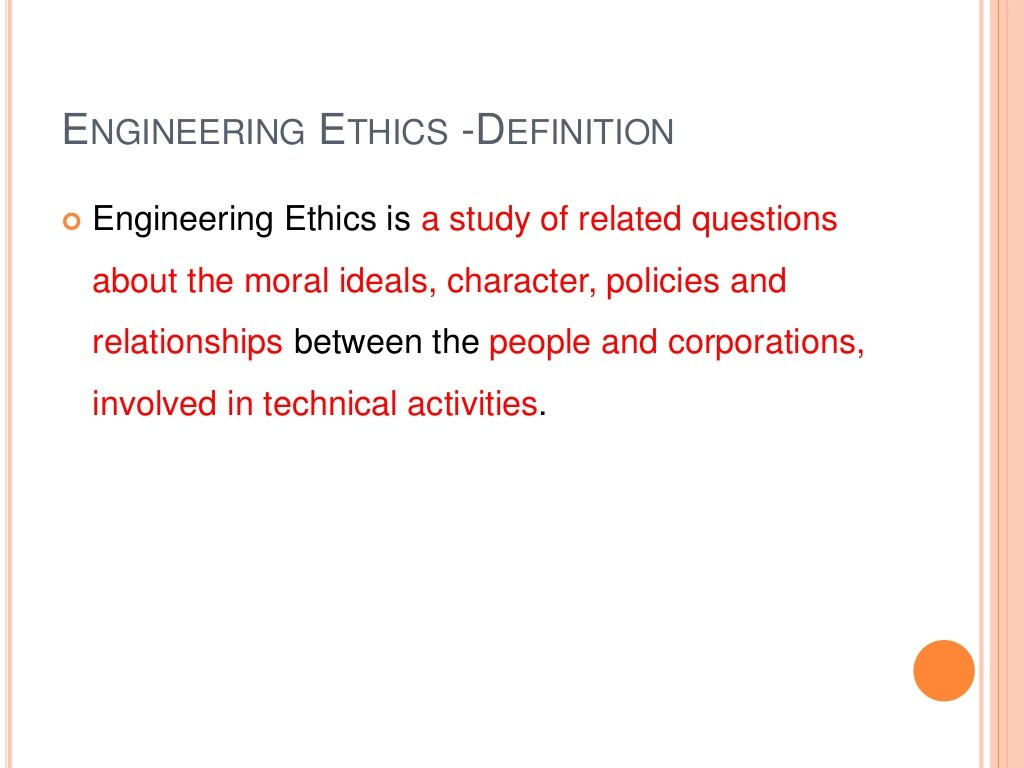 ENGINEERING ETHICS -DEFINITION
Engineering Ethics is a study of related questions
about the moral ideals, character, policies and
relationships between the people and corporations,
involved in technical activities.